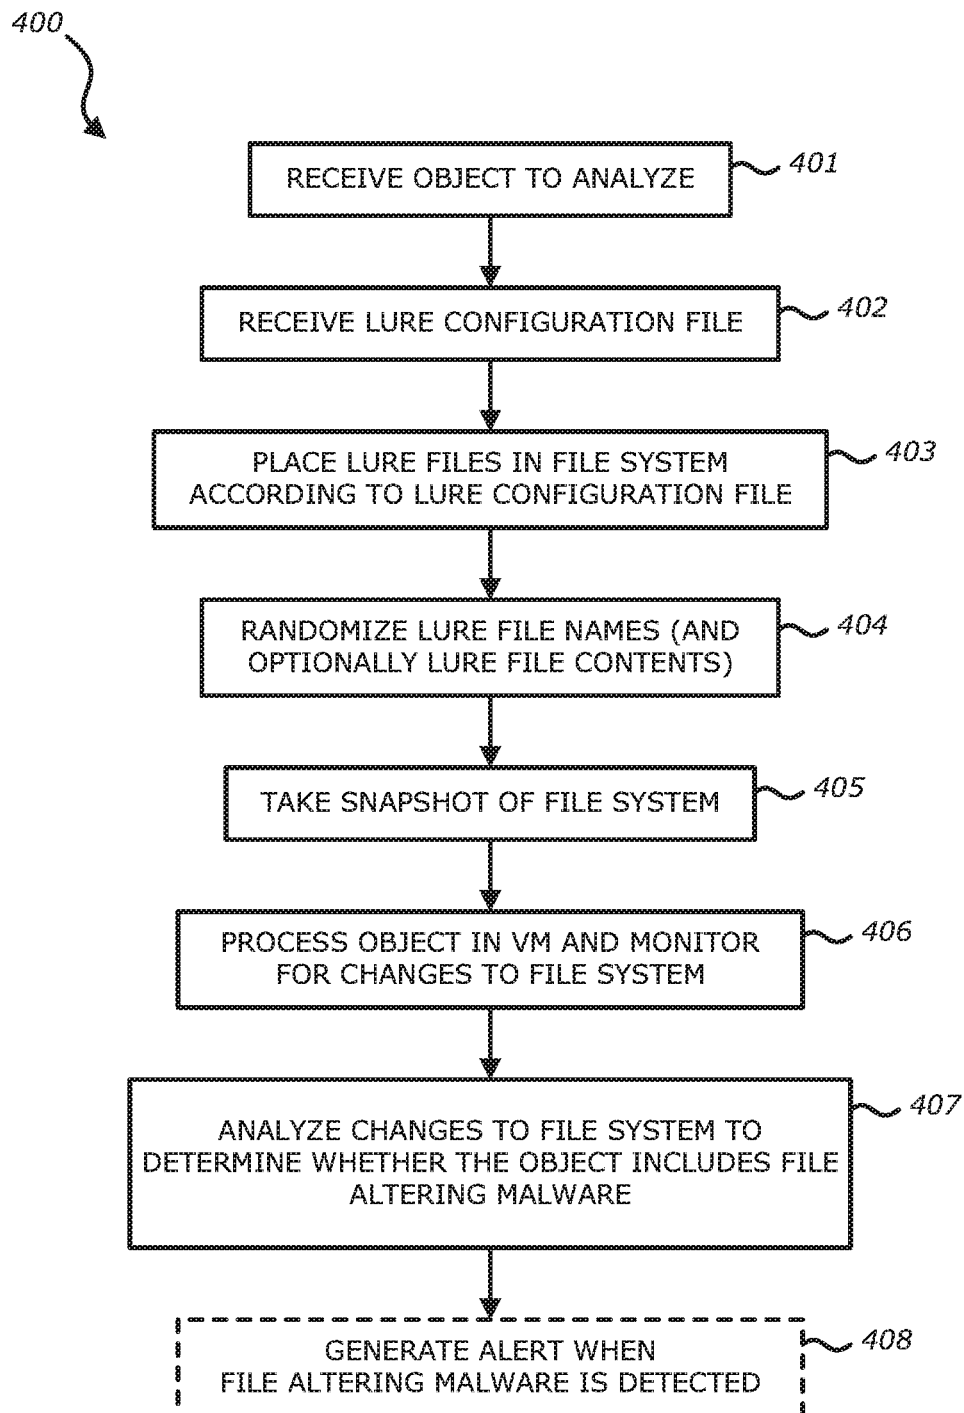 400
RECEIVE OBJECT TO ANALYZE
401
RECEIVE LURE CONFIGURATION FILE
402
PLACE LURE FILES IN FILE SYSTEM
ACCORDING TO LURE CONFIGURATION FILE
403
RANDOMIZE LURE FILE NAMES (AND
OPTIONALLY LURE FILE CONTENTS)
404
TAKE SNAPSHOT OF FILE SYSTEM
405
PROCESS OBJECT IN VM AND MONITOR
FOR CHANGES TO FILE SYSTEM
406
ANALYZE CHANGES TO FILE SYSTEM TO
DETERMINE WHETHER THE OBJECT INCLUDES FILE
ALTERING MALWARE
407
GENERATE ALERT WHEN
FILE ALTERING MALWARE IS DETECTED
408